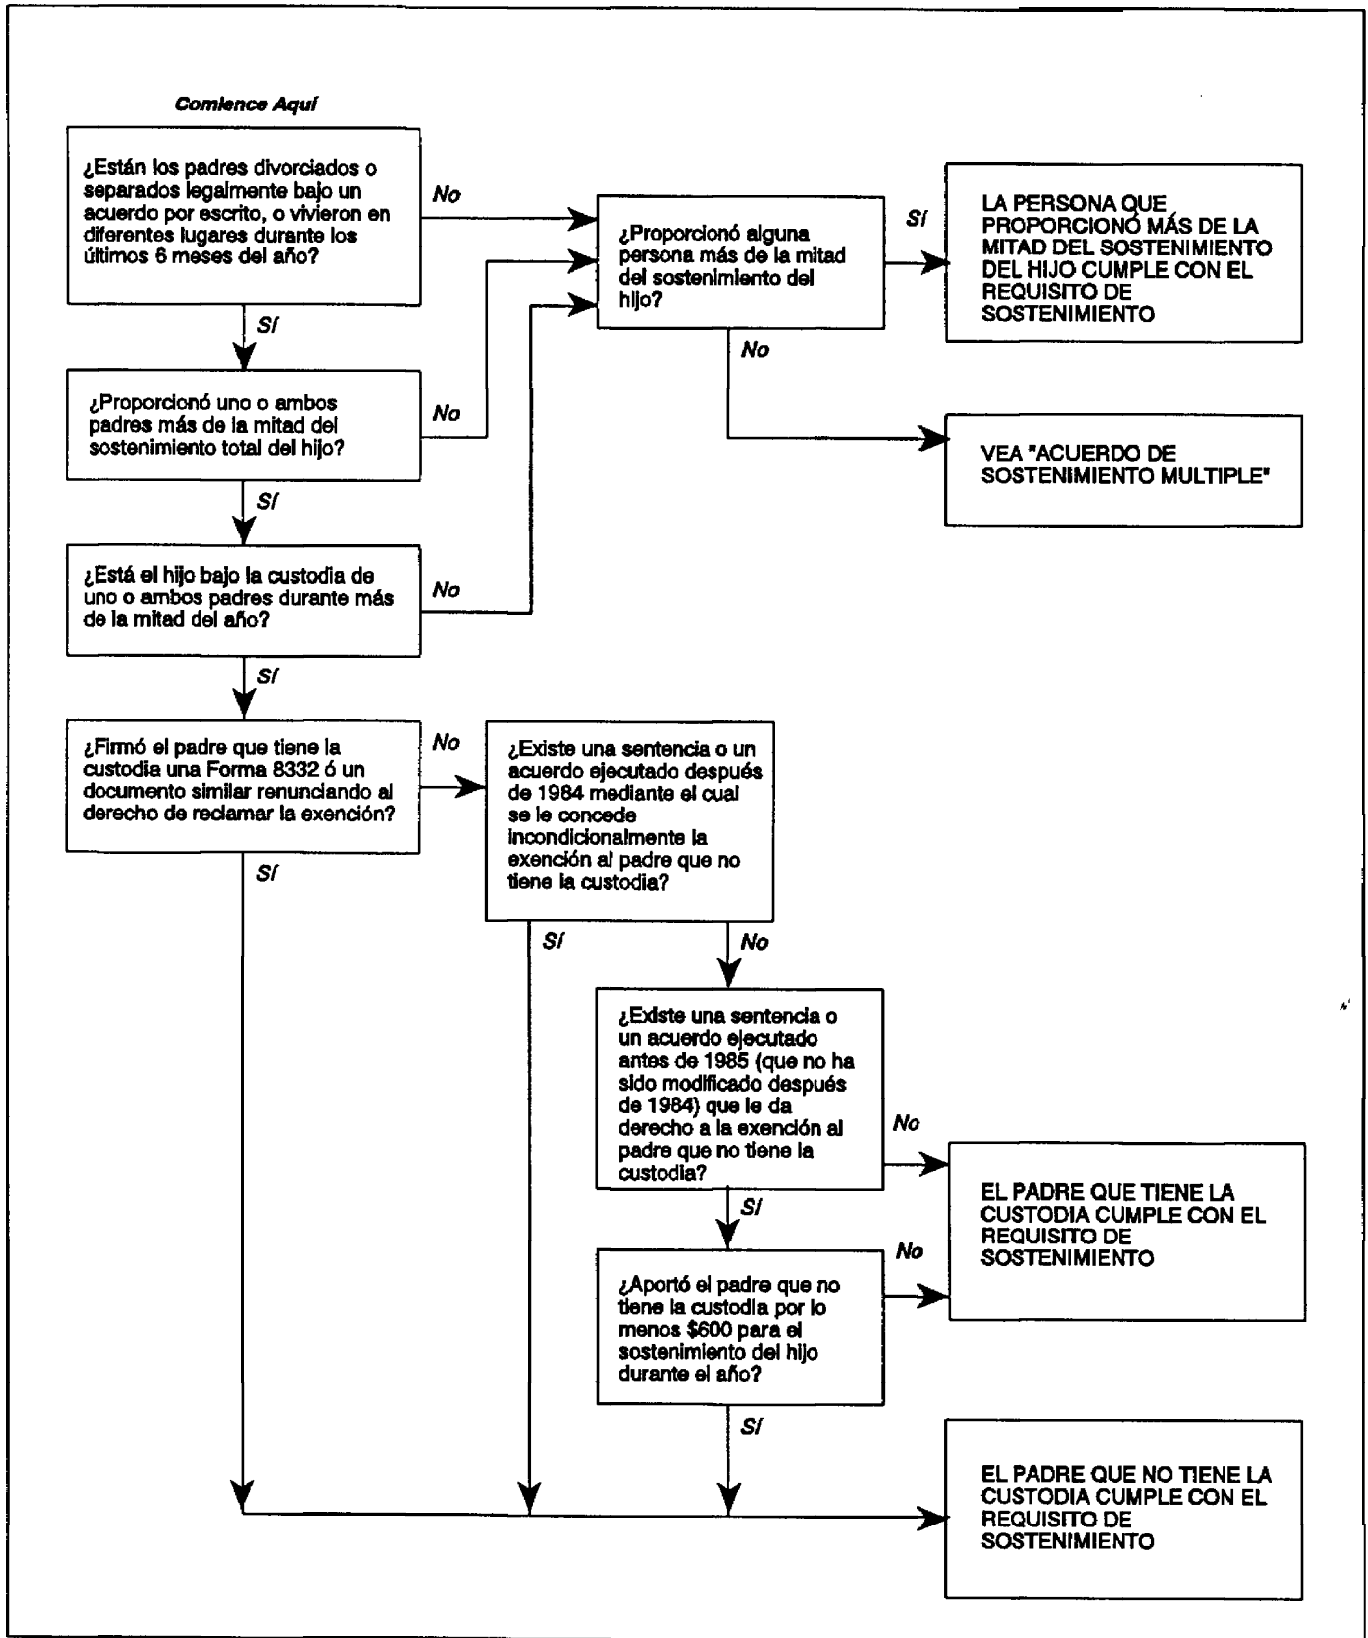 Comience Aquí
¿Están los padres divorciados o
separados legalmente bajo un
acuerdo por escrito, o vivieron en
diferentes lugares durante los
últimos 6 meses del año?
No
Sí
¿Proporcionó alguna
persona más de la mitad
del sostenimiento del
hijo?
Sí
No
LA PERSONA QUE
PROPORCIONÓ MÁS DE LA
MITAD DEL SOSTENIMIENTO
DEL HIJO CUMPLE CON EL
REQUISITO DE
SOSTENIMIENTO
¿Proporcionó uno o ambos
padres más de la mitad del
sostenimiento total del hijo?
No
Sí
VEA "ACUERDO DE
SOSTENIMIENTO MULTIPLE"
¿Está el hijo bajo la custodia de
uno o ambos padres durante más
de la mitad del año?
No
Sí
¿Firmó el padre que tiene la
custodia una Forma 8332 ó un
documento similar renunciando al
derecho de reclamar la exención?
No
Sí
¿Existe una sentencia o un
acuerdo ejecutado después
de 1984 mediante el cual
se le concede
incondicionalmente la
exención al padre que no
tiene la custodia?
Sí
No
¿Existe una sentencia o
un acuerdo ejecutado
antes de 1985 (que no ha
sido modificado después
de 1984) que le da
derecho a la exención al
padre que no tiene la
custodia?
No
Sí
EL PADRE QUE TIENE LA
CUSTODIA CUMPLE CON EL
REQUISITO DE
SOSTENIMIENTO
¿Aportó el padre que no
tiene la custodia por lo
menos $600 para el
sostenimiento del hijo
durante el año?
No
Sí
EL PADRE QUE NO TIENE LA
CUSTODIA CUMPLE CON EL
REQUISITO DE
SOSTENIMIENTO